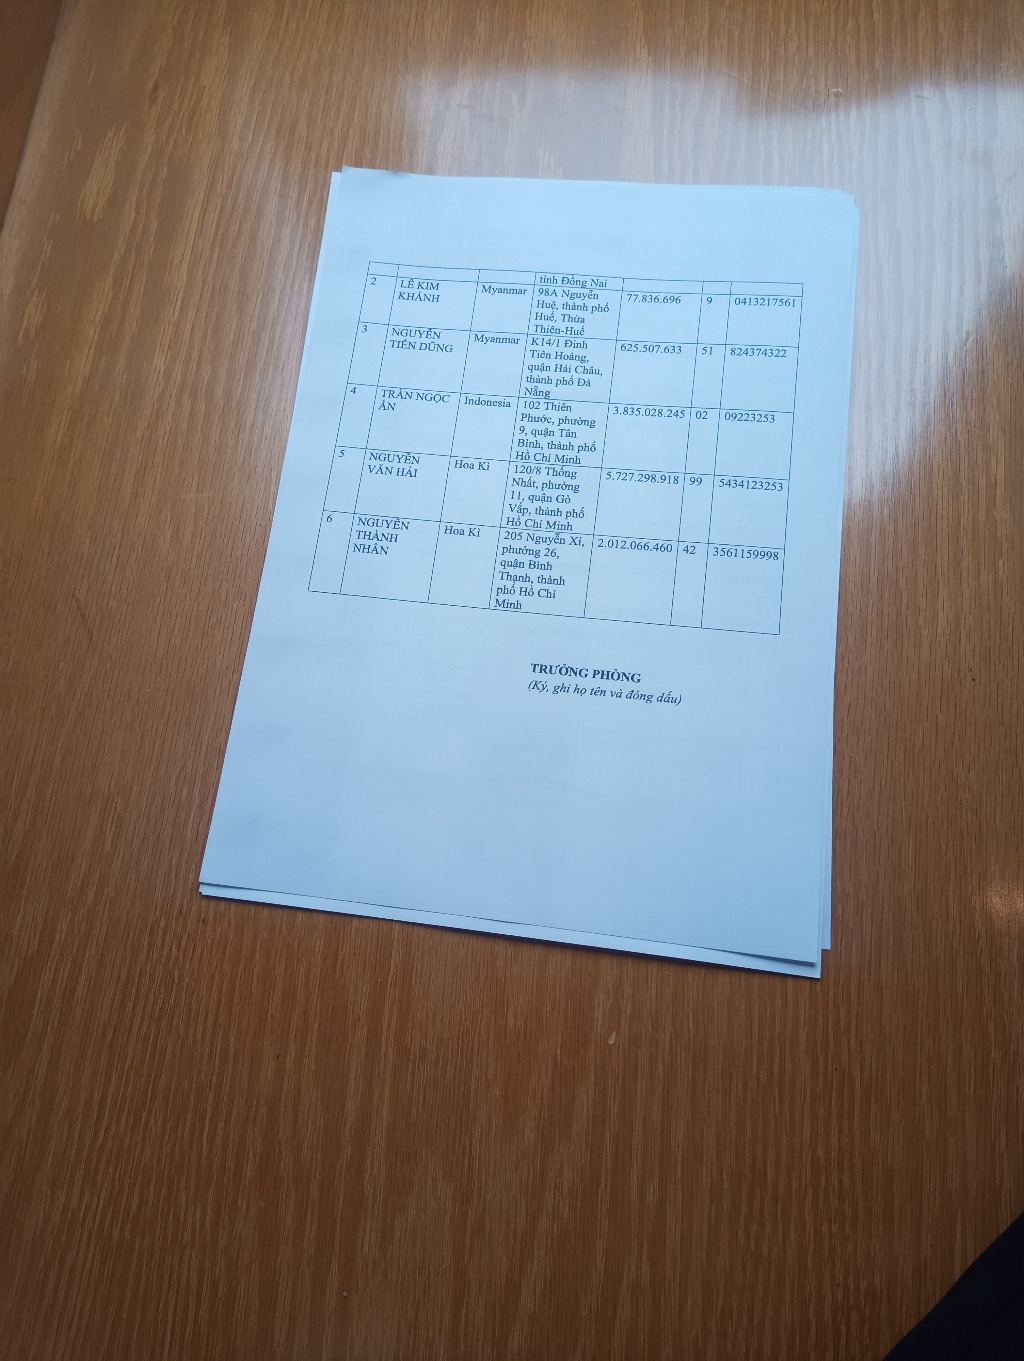 tỉnh Đồng Nai
2 LÊ KIM Myanmar 98A Nguyễn 77.836.696 9 0413217561
KHÁNH Huệ, thành phố
Huế, Thừa
Thiên-Huế
3 NGUYỄN Myanmar K14/1 Đinh 625.507.633 51 824374322
TIẾN DŨNG Tiên Hoàng,
quận Hải Châu,
thành phố Đà
Nẵng
4 TRẦN NGỌC Indonesia 102 Thiên 3.835.028.245 02 09223253
ÂN Phước, phường
9, quận Tân
Bình, thành phố
Hồ Chí Minh
5 NGUYỄN Hoa Kì 120/8 Thống 5.727.298.918 99 5434123253
VĂN HẢI Nhất, phường
11, quận Gò
Vấp, thành phố
Hồ Chí Minh
6 NGUYỄN Hoa Kì 205 Nguyễn Xí, 2.012.066.460 42 3561159998
THÀNH phường 26,
NHÂN quận Bình
Thạnh, thành
phố Hồ Chí
Minh
TRƯỞNG PHÒNG
(Ký, ghi họ tên và đóng dấu)